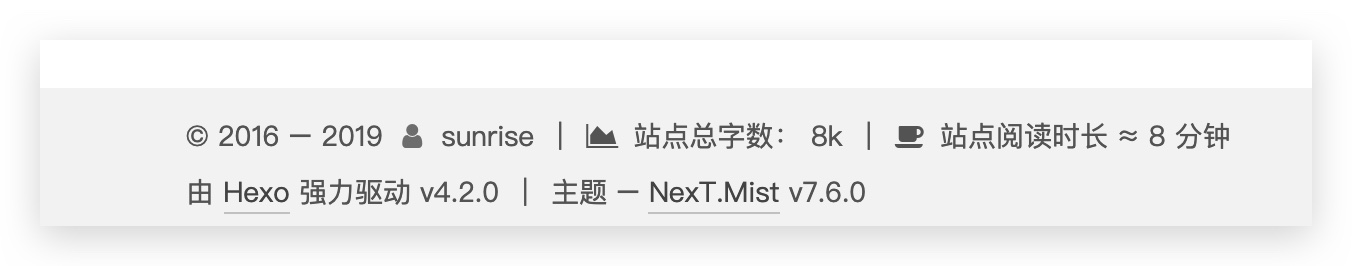 © 2016 – 2019 sunrise | 站点总字数： 8k | 站点阅读时长 ≈ 8 分钟
由 Hexo 强力驱动 v4.2.0 | 主题 – NexT.Mist v7.6.0